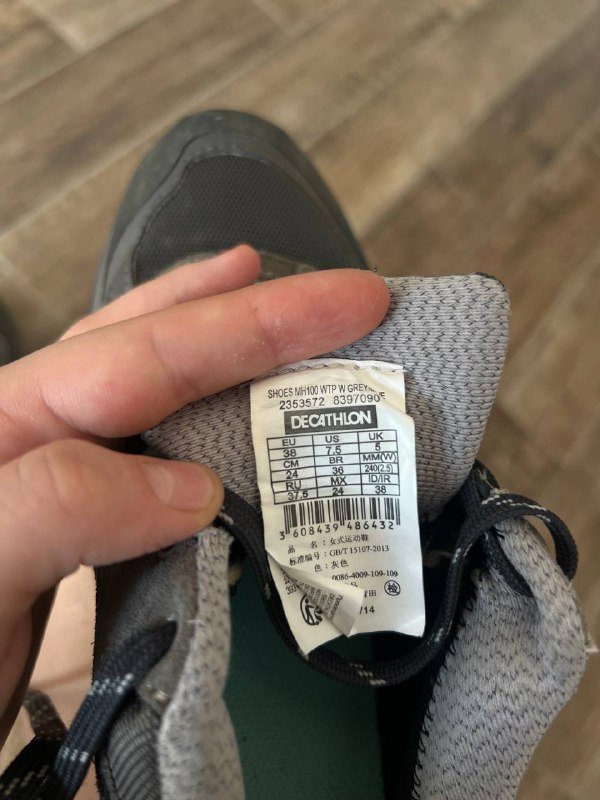 SHOES MH100 WTP W GREY
2353572 8397090
DECATHLON
EU US UK
38 7.5 5
CM BR MM(W)
24 36 240(2.5)
RU MX ID/IR
37.5 24 38
3 608439 486432
品 名：女式运动鞋
标准编号：GB/T 15107-2013
色：灰色
0086-4009-109-109
检
/14